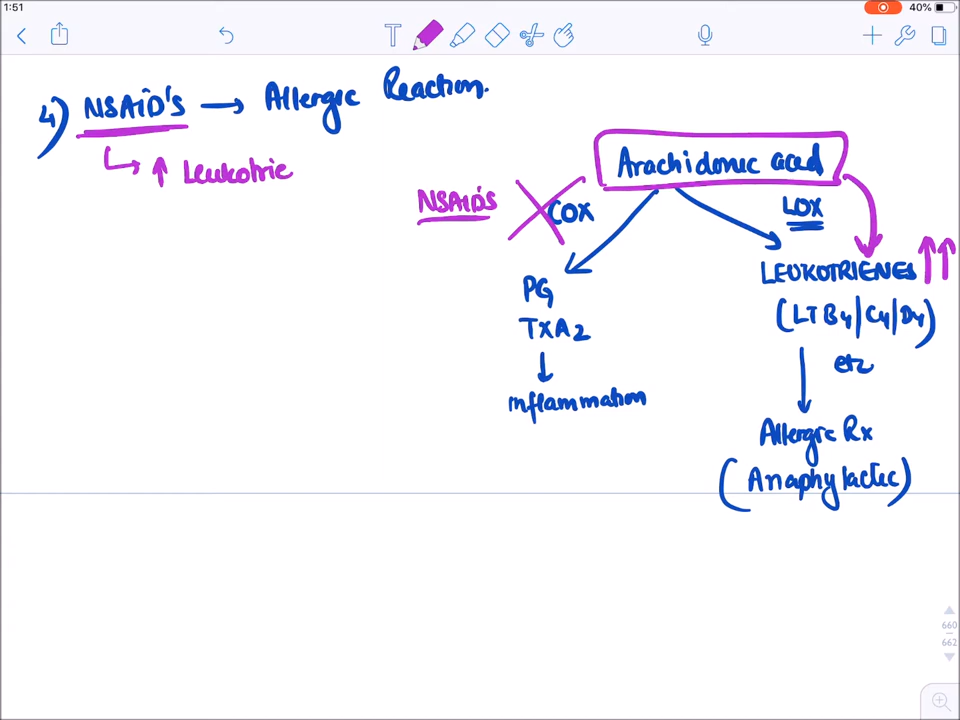 1:51
40%
T
4) NSAID'S → Allergic Reaction.
↳ ↑ Leukotrie
Arachidonic acid
NSAID'S
COX
LOX
PG
TxA2
↓
inflammation
LEUKOTRIENES ↑↑
(LTB4/C4/D4)
etc
↓
Allergic Rx
(Anaphylactic)
660
662